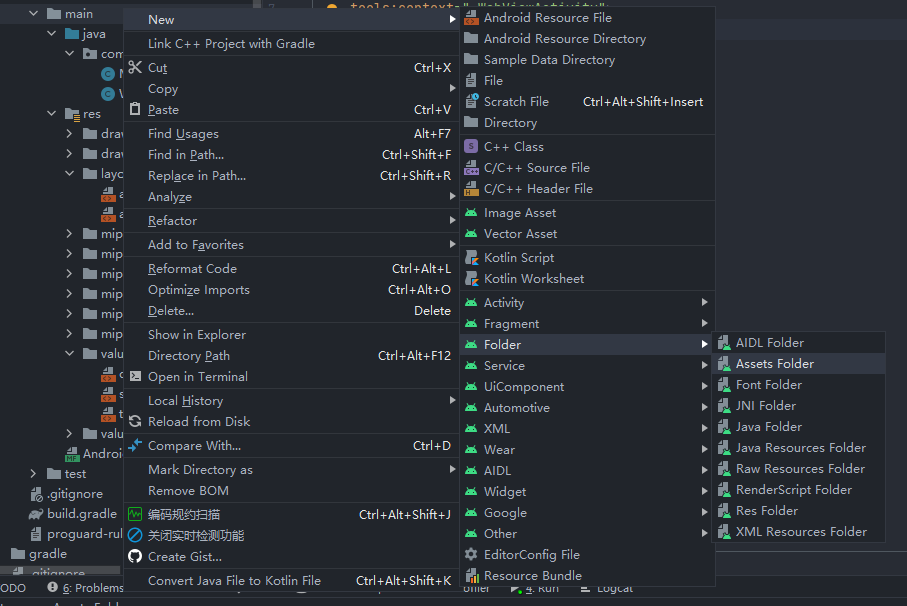 main
java
com
res
drav
drav
layo
mip
mip
mip
mip
mip
mip
valu
valu
Androi
test
.gitignore
build.gradle
proguard-rul
gradle
.gitignore
ODO
6: Problems
New
Link C++ Project with Gradle
Cut Ctrl+X
Copy
Paste Ctrl+V
Find Usages Alt+F7
Find in Path... Ctrl+Shift+F
Replace in Path... Ctrl+Shift+R
Analyze
Refactor
Add to Favorites
Reformat Code Ctrl+Alt+L
Optimize Imports Ctrl+Alt+O
Delete... Delete
Show in Explorer
Directory Path Ctrl+Alt+F12
Open in Terminal
Local History
Reload from Disk
Compare With... Ctrl+D
Mark Directory as
Remove BOM
编码规约扫描 Ctrl+Alt+Shift+J
关闭实时检测功能
Create Gist...
Convert Java File to Kotlin File Ctrl+Alt+Shift+K
Android Resource File
Android Resource Directory
Sample Data Directory
File
Scratch File Ctrl+Alt+Shift+Insert
Directory
C++ Class
C/C++ Source File
C/C++ Header File
Image Asset
Vector Asset
Kotlin Script
Kotlin Worksheet
Activity
Fragment
Folder
Service
UiComponent
Automotive
XML
Wear
AIDL
Widget
Google
Other
EditorConfig File
Resource Bundle
4: Run
Logcat
AIDL Folder
Assets Folder
Font Folder
JNI Folder
Java Folder
Java Resources Folder
Raw Resources Folder
RenderScript Folder
Res Folder
XML Resources Folder